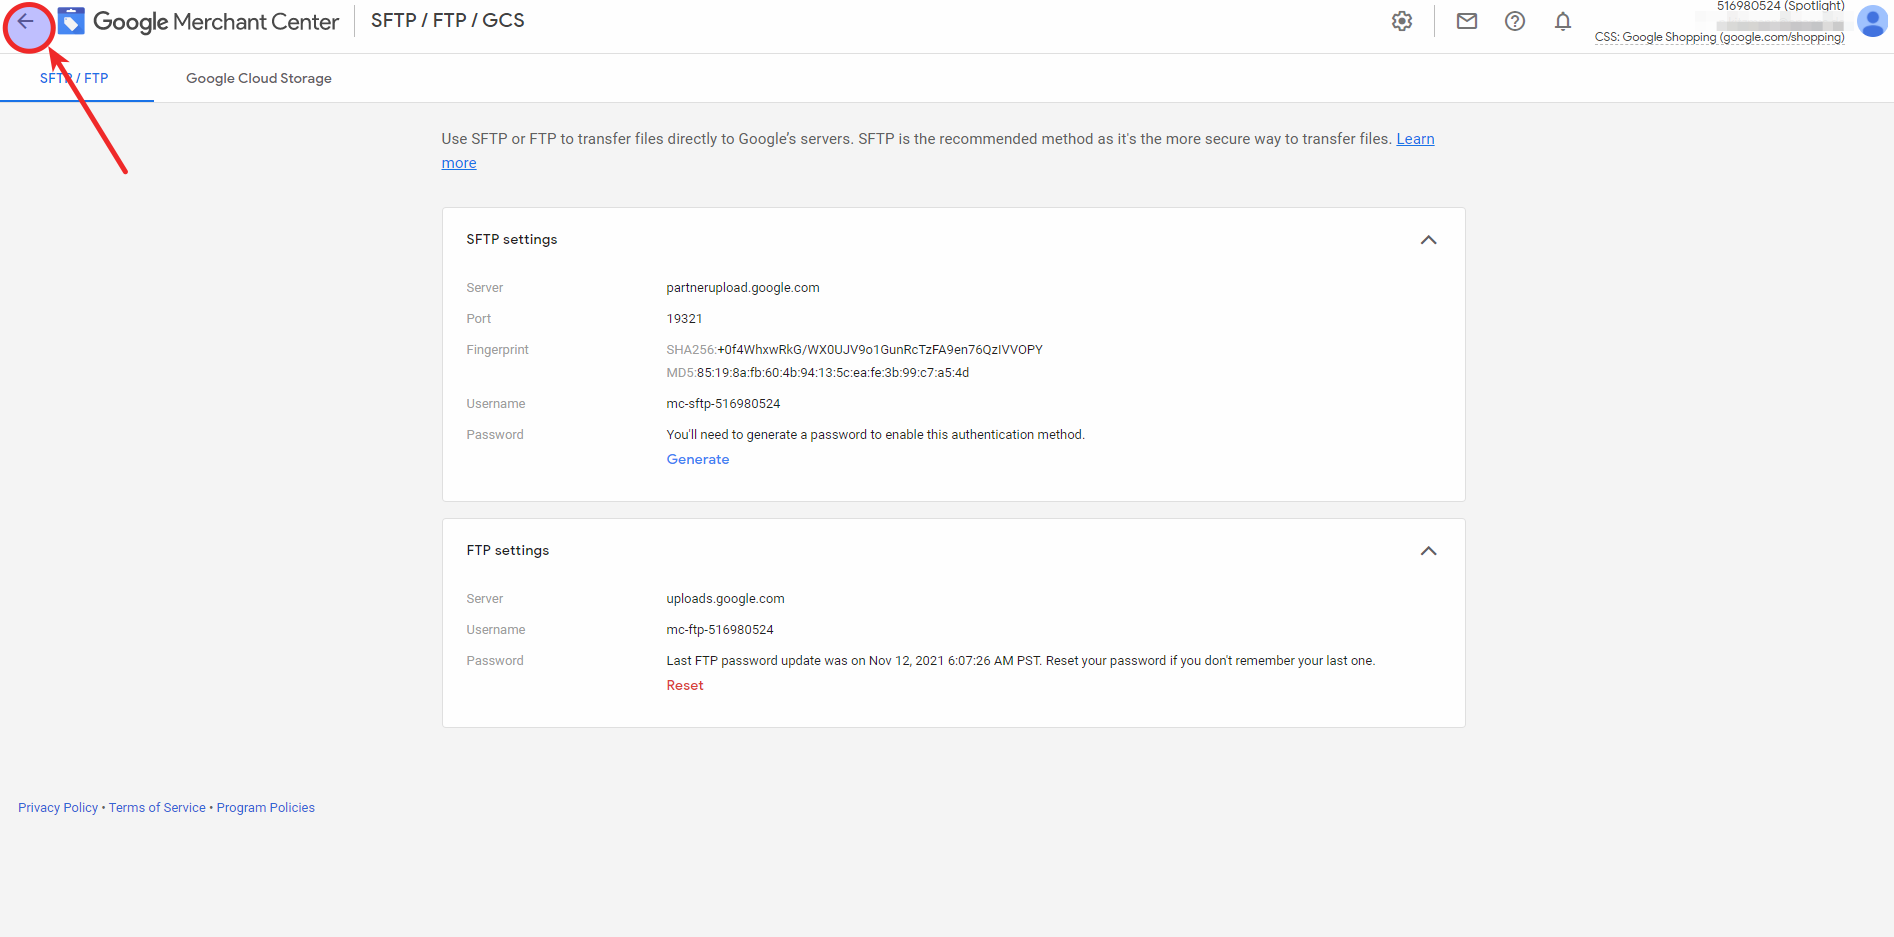 Google Merchant Center
SFTP / FTP / GCS
516980524 (Spotlight)
CSS: Google Shopping (google.com/shopping)
SFTP / FTP
Google Cloud Storage
Use SFTP or FTP to transfer files directly to Google’s servers. SFTP is the recommended method as it's the more secure way to transfer files. Learn
more
SFTP settings
Server partnerupload.google.com
Port 19321
Fingerprint SHA256:+0f4WhxwRkG/WX0UJV9o1GunRcTzFA9en76QzIVVOPY
MD5:85:19:8a:fb:60:4b:94:13:5c:ea:fe:3b:99:c7:a5:4d
Username mc-sftp-516980524
Password You'll need to generate a password to enable this authentication method.
Generate
FTP settings
Server uploads.google.com
Username mc-ftp-516980524
Password Last FTP password update was on Nov 12, 2021 6:07:26 AM PST. Reset your password if you don't remember your last one.
Reset
Privacy Policy • Terms of Service • Program Policies